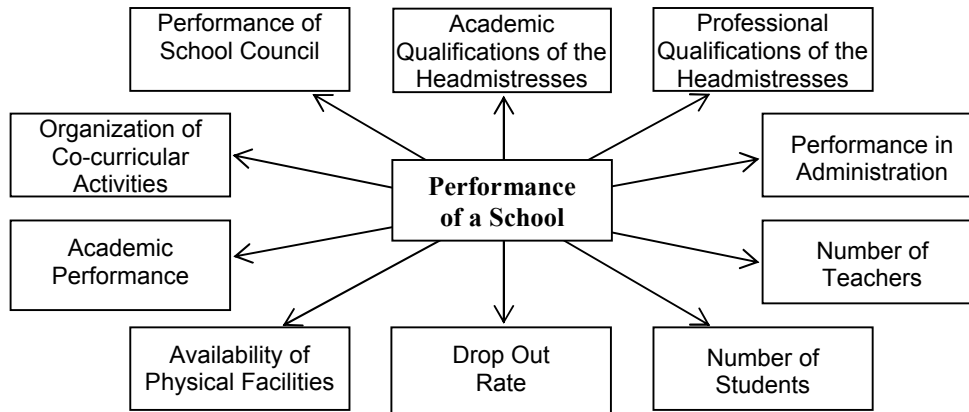 Performance of
School Council
Academic
Qualifications of the
Headmistresses
Professional
Qualifications of the
Headmistresses
Organization of
Co-curricular
Activities
Performance
of a School
Performance in
Administration
Academic
Performance
Number of
Teachers
Availability of
Physical Facilities
Drop Out
Rate
Number of
Students